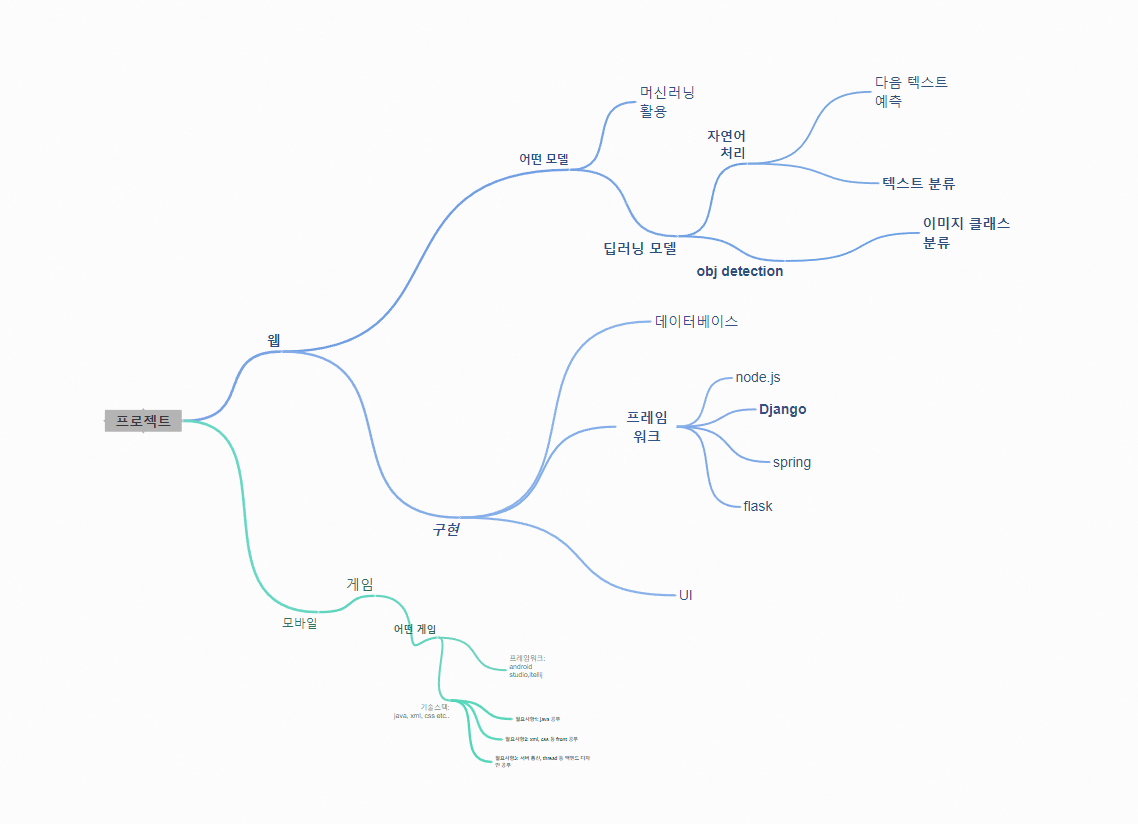 프로젝트
웹
어떤 모델
머신러닝
활용
딥러닝 모델
자연어
처리
다음 텍스트
예측
텍스트 분류
obj detection
이미지 클래스
분류
구현
데이터베이스
프레임
워크
node.js
Django
spring
flask
UI
모바일
게임
어떤 게임
프레임워크:
android
studio,itellij
기술스택:
java, xml, css etc..
필요사항1: java 공부
필요사항2: xml, css 등 front 공부
필요사항3: 서버 통신, thread 등 백엔드 디자
인 공부